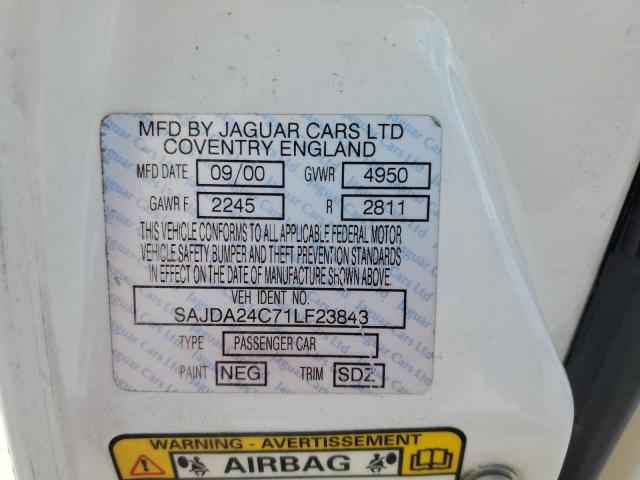 MFD BY JAGUAR CARS LTD
COVENTRY ENGLAND
MFD DATE 09/00 GVWR 4950
GAWR F 2245 R 2811
THIS VEHICLE CONFORMS TO ALL APPLICABLE FEDERAL MOTOR
VEHICLE SAFETY BUMPER AND THEFT PREVENTION STANDARDS
IN EFFECT ON THE DATE OF MANUFACTURE SHOWN ABOVE.
VEH IDENT NO.
SAJDA24C71LF23843
TYPE PASSENGER CAR
PAINT NEG TRIM SDZ
WARNING - AVERTISSEMENT
AIRBAG